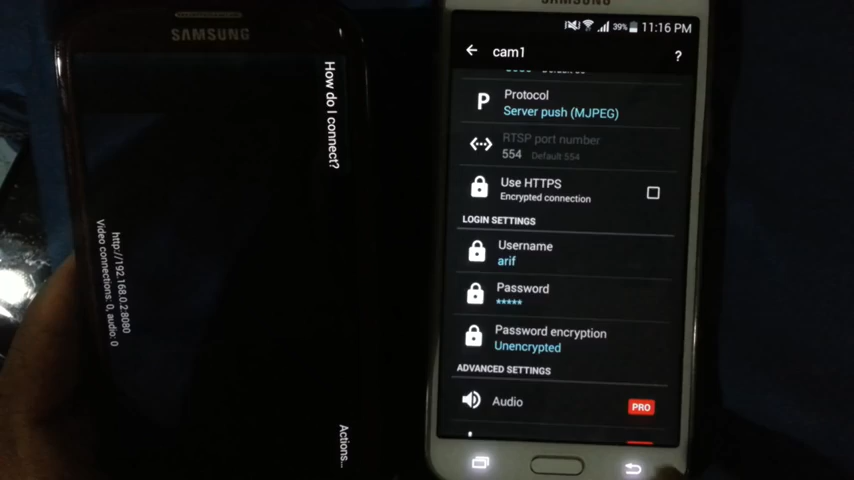 SAMSUNG
How do I connect?
http://192.168.0.2:8080
Video connections: 0, audio: 0
Actions...
SAMSUNG
39% 11:16 PM
cam1
?
P
Protocol
Server push (MJPEG)
RTSP port number
554 Default 554
Use HTTPS
Encrypted connection
LOGIN SETTINGS
Username
arif
Password
*****
Password encryption
Unencrypted
ADVANCED SETTINGS
Audio
PRO